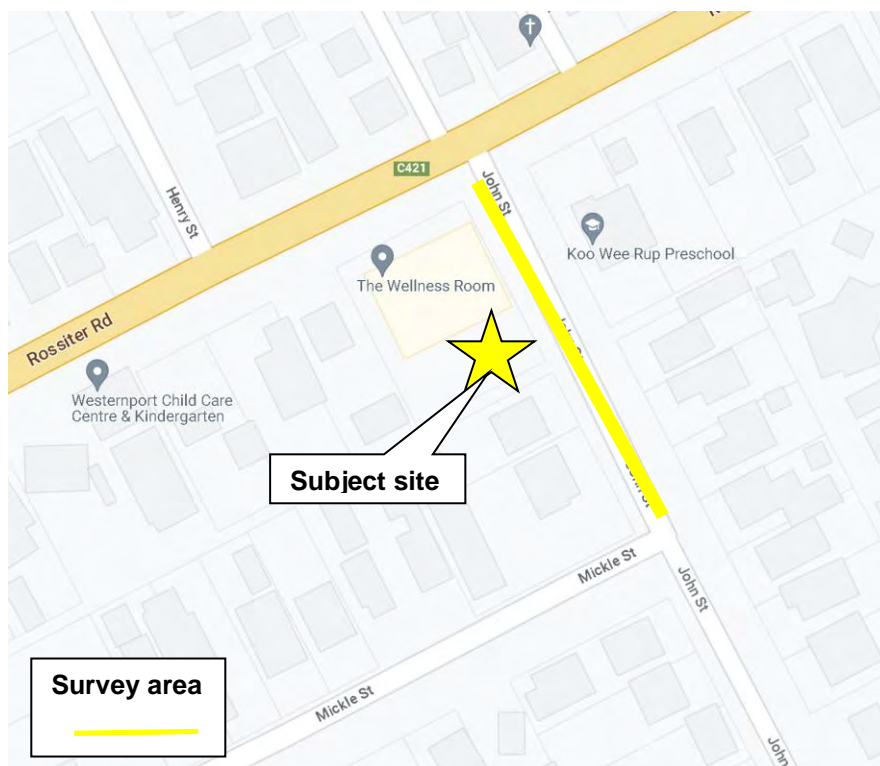 R
C421
John St
Henry St
Koo Wee Rup Preschool
The Wellness Room
Rossiter Rd
Westernport Child Care
Centre & Kindergarten
Subject site
Mickle St
John St
Survey area
Mickle St
John